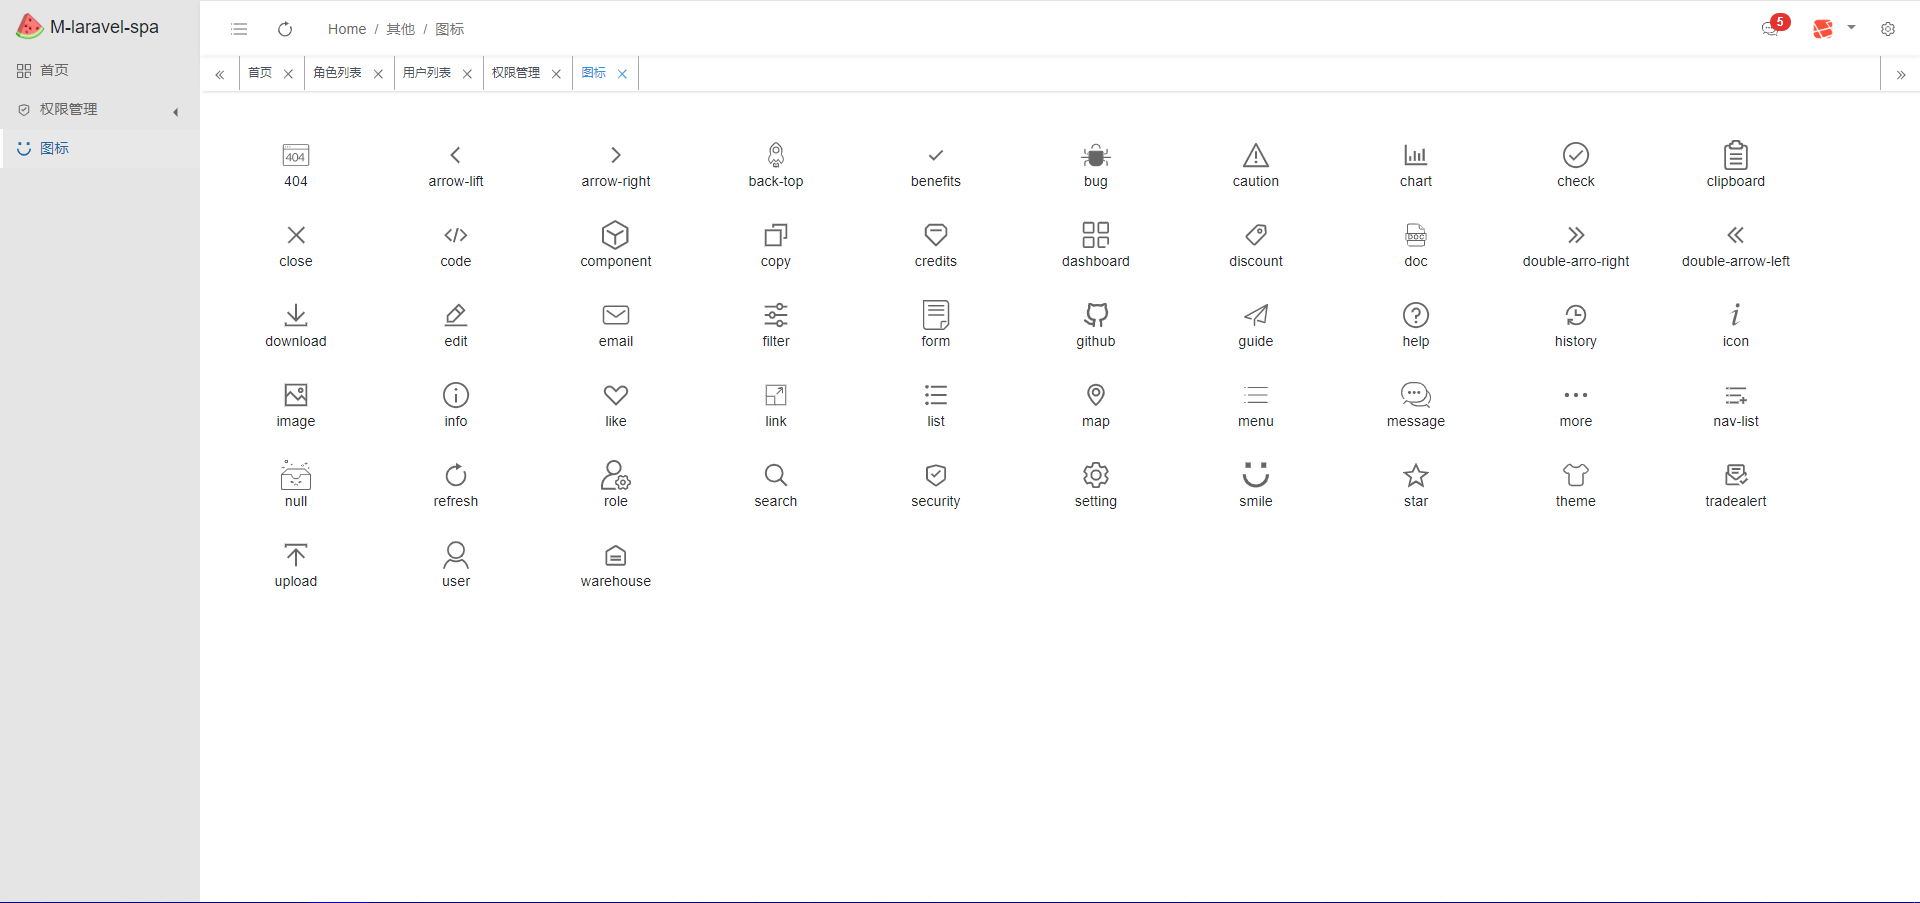 M-laravel-spa
首页
权限管理
图标
Home / 其他 / 图标
5
首页 角色列表 用户列表 权限管理 图标
404
404 arrow-lift arrow-right back-top benefits bug caution chart check clipboard
DOC
close code component copy credits dashboard discount doc double-arro-right double-arrow-left
download edit email filter form github guide help history icon
image info like link list map menu message more nav-list
null refresh role search security setting smile star theme tradealert
upload user warehouse